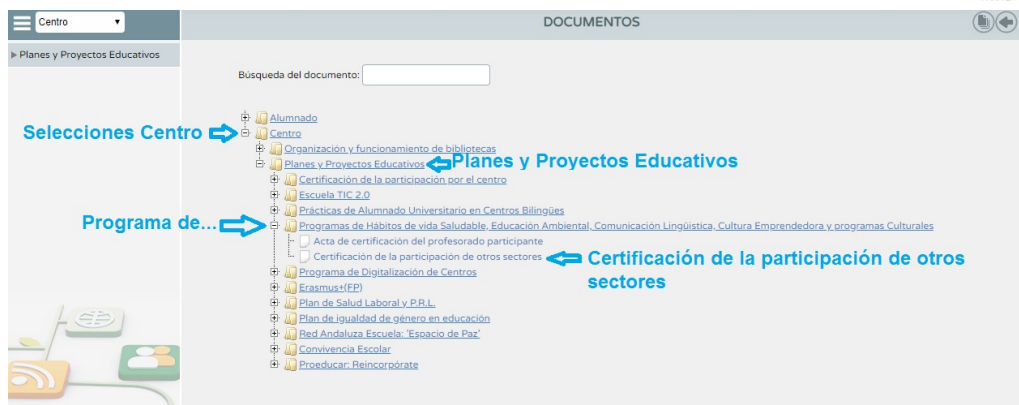 Centro
DOCUMENTOS
Planes y Proyectos Educativos
Búsqueda del documento:
Alumnado
Selecciones Centro
Centro
Organización y funcionamiento de bibliotecas
Planes y Proyectos Educativos
Planes y Proyectos Educativos
Certificación de la participación por el centro
Escuela TIC 2.0
Prácticas de Alumnado Universitario en Centros Bilingües
Programa de...
Programas de Hábitos de vida Saludable, Educación Ambiental, Comunicación Lingüistica, Cultura Emprendedora y programas Culturales
Acta de certificación del profesorado participante
Certificación de la participación de otros sectores
Certificación de la participación de otros
sectores
Programa de Digitalización de Centros
Erasmus+(FP)
Plan de Salud Laboral y P.R.L.
Plan de igualdad de género en educación
Red Andaluza Escuela: 'Espacio de Paz'
Convivencia Escolar
Proeducar: Reincorpórate